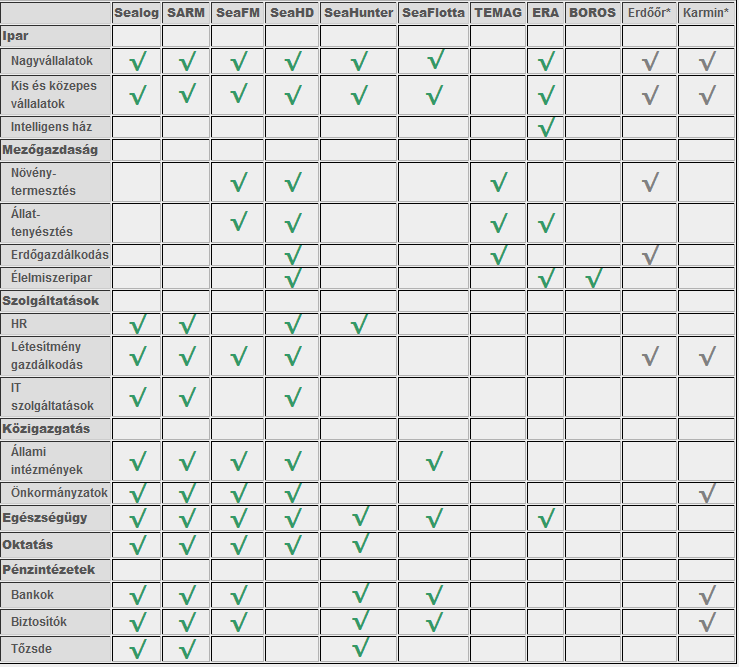 Sealog SARM SeaFM SeaHD SeaHunter SeaFlotta TEMAG ERA BOROS Erdőőr* Karmin*
Ipar
Nagyvállalatok √ √ √ √ √ √ √ √ √
Kis és közepes
vállalatok √ √ √ √ √ √ √ √ √
Intelligens ház √
Mezőgazdaság
Növény-
termesztés √ √ √ √
Állat-
tenyésztés √ √ √ √
Erdőgazdálkodás √ √ √
Élelmiszeripar √ √ √
Szolgáltatások
HR √ √ √ √
Létesítmény
gazdálkodás √ √ √ √ √ √
IT
szolgáltatások √ √ √
Közigazgatás
Állami
intézmények √ √ √ √ √
Önkormányzatok √ √ √ √ √
Egészségügy √ √ √ √ √ √ √
Oktatás √ √ √ √ √
Pénzintézetek
Bankok √ √ √ √ √ √
Biztosítók √ √ √ √ √ √
Tőzsde √ √ √